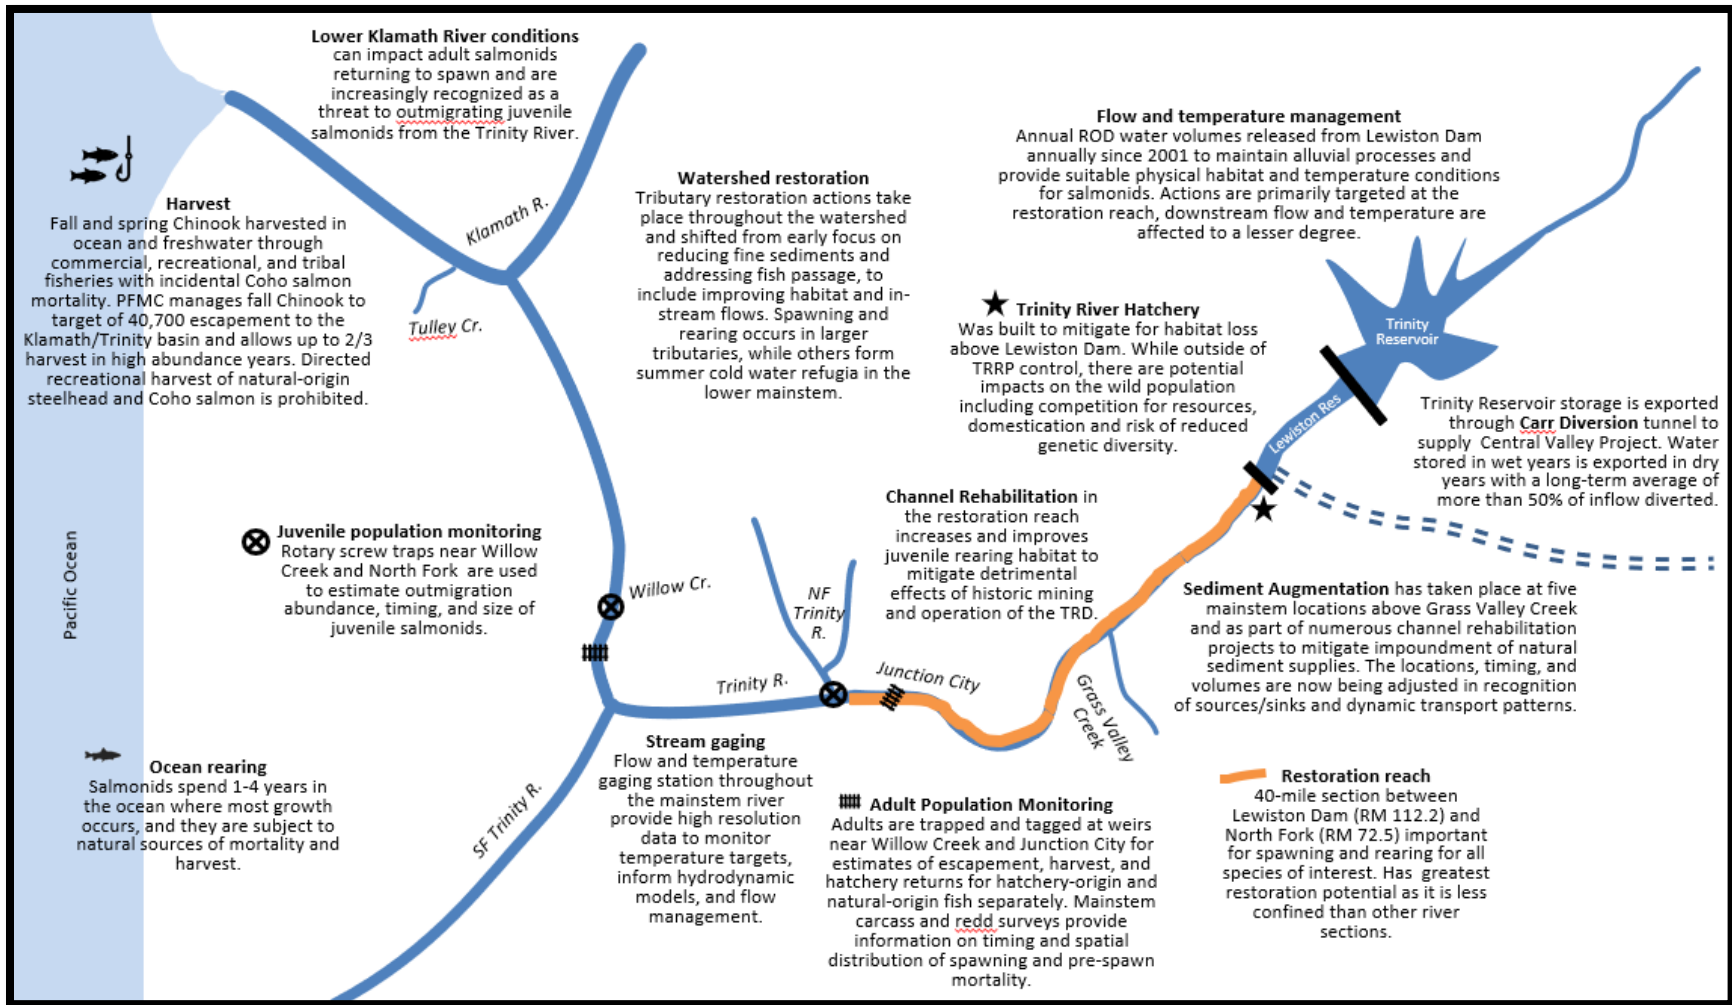 Lower Klamath River conditions
can impact adult salmonids
returning to spawn and are
increasingly recognized as a
threat to outmigrating juvenile
salmonids from the Trinity River.
Harvest
Fall and spring Chinook harvested in
ocean and freshwater through
commercial, recreational, and tribal
fisheries with incidental Coho salmon
mortality. PFMC manages fall Chinook to
target of 40,700 escapement to the
Klamath/Trinity basin and allows up to 2/3
harvest in high abundance years. Directed
recreational harvest of natural-origin
steelhead and Coho salmon is prohibited.
Klamath R.
Tulley Cr.
Watershed restoration
Tributary restoration actions take
place throughout the watershed
and shifted from early focus on
reducing fine sediments and
addressing fish passage, to
include improving habitat and in-
stream flows. Spawning and
rearing occurs in larger
tributaries, while others form
summer cold water refugia in the
lower mainstem.
Flow and temperature management
Annual ROD water volumes released from Lewiston Dam
annually since 2001 to maintain alluvial processes and
provide suitable physical habitat and temperature conditions
for salmonids. Actions are primarily targeted at the
restoration reach, downstream flow and temperature are
affected to a lesser degree.
Trinity River Hatchery
Was built to mitigate for habitat loss
above Lewiston Dam. While outside of
TRRP control, there are potential
impacts on the wild population
including competition for resources,
domestication and risk of reduced
genetic diversity.
Trinity
Reservoir
Lewiston Res
Trinity Reservoir storage is exported
through Carr Diversion tunnel to
supply Central Valley Project. Water
stored in wet years is exported in dry
years with a long-term average of
more than 50% of inflow diverted.
Channel Rehabilitation in
the restoration reach
increases and improves
juvenile rearing habitat to
mitigate detrimental
effects of historic mining
and operation of the TRD.
Pacific Ocean
Juvenile population monitoring
Rotary screw traps near Willow
Creek and North Fork are used
to estimate outmigration
abundance, timing, and size of
juvenile salmonids.
Willow Cr.
NF
Trinity
R.
Sediment Augmentation has taken place at five
mainstem locations above Grass Valley Creek
and as part of numerous channel rehabilitation
projects to mitigate impoundment of natural
sediment supplies. The locations, timing, and
volumes are now being adjusted in recognition
of sources/sinks and dynamic transport patterns.
Trinity R.
Junction City
Grass Valley
Creek
Ocean rearing
Salmonids spend 1-4 years in
the ocean where most growth
occurs, and they are subject to
natural sources of mortality and
harvest.
SF Trinity R.
Stream gaging
Flow and temperature
gaging station throughout
the mainstem river
provide high resolution
data to monitor
temperature targets,
inform hydrodynamic
models, and flow
management.
Adult Population Monitoring
Adults are trapped and tagged at weirs
near Willow Creek and Junction City for
estimates of escapement, harvest, and
hatchery returns for hatchery-origin and
natural-origin fish separately. Mainstem
carcass and redd surveys provide
information on timing and spatial
distribution of spawning and pre-spawn
mortality.
Restoration reach
40-mile section between
Lewiston Dam (RM 112.2) and
North Fork (RM 72.5) important
for spawning and rearing for all
species of interest. Has greatest
restoration potential as it is less
confined than other river
sections.